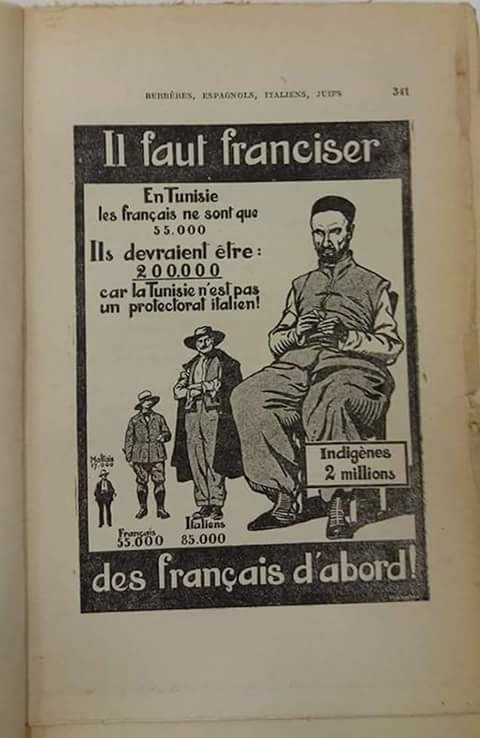 BERBÈRES, ESPAGNOLS, ITALIENS, JUIFS 341
Il faut franciser
En Tunisie
les français ne sont que
55.000
Ils devraient être :
200.000
car la Tunisie n'est pas
un protectorat italien!
Maltais
17.000
Français
55.000
Italiens
85.000
Indigènes
2 millions
des français d'abord!